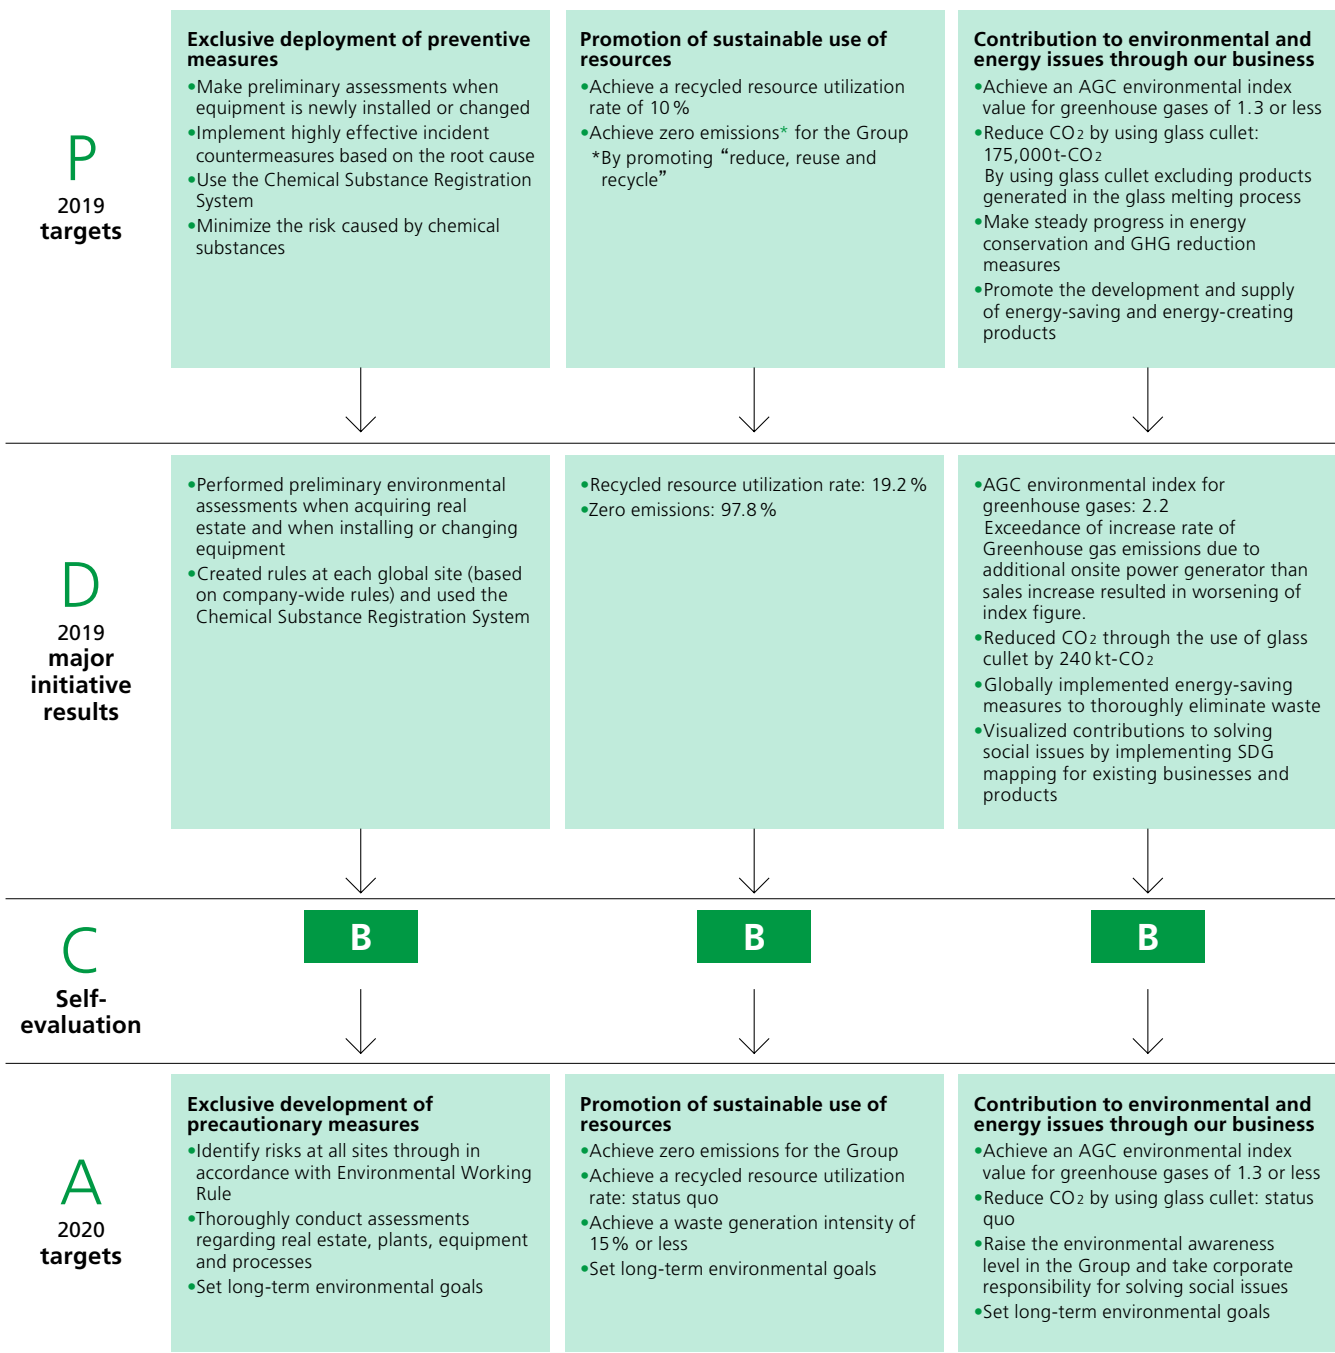 P
2019
targets
Exclusive deployment of preventive
measures
•Make preliminary assessments when
equipment is newly installed or changed
•Implement highly effective incident
countermeasures based on the root cause
•Use the Chemical Substance Registration
System
•Minimize the risk caused by chemical
substances
Promotion of sustainable use of
resources
•Achieve a recycled resource utilization
rate of 10 %
•Achieve zero emissions* for the Group
*By promoting “reduce, reuse and
recycle”
Contribution to environmental and
energy issues through our business
•Achieve an AGC environmental index
value for greenhouse gases of 1.3 or less
•Reduce CO2 by using glass cullet:
175,000 t-CO2
By using glass cullet excluding products
generated in the glass melting process
•Make steady progress in energy
conservation and GHG reduction
measures
•Promote the development and supply
of energy-saving and energy-creating
products
D
2019
major
initiative
results
•Performed preliminary environmental
assessments when acquiring real
estate and when installing or changing
equipment
•Created rules at each global site (based
on company-wide rules) and used the
Chemical Substance Registration System
•Recycled resource utilization rate: 19.2 %
•Zero emissions: 97.8 %
•AGC environmental index for
greenhouse gases: 2.2
Exceedance of increase rate of
Greenhouse gas emissions due to
additional onsite power generator than
sales increase resulted in worsening of
index figure.
•Reduced CO2 through the use of glass
cullet by 240 kt-CO2
•Globally implemented energy-saving
measures to thoroughly eliminate waste
•Visualized contributions to solving
social issues by implementing SDG
mapping for existing businesses and
products
C
Self-
evaluation
B
B
B
A
2020
targets
Exclusive development of
precautionary measures
•Identify risks at all sites through in
accordance with Environmental Working
Rule
•Thoroughly conduct assessments
regarding real estate, plants, equipment
and processes
•Set long-term environmental goals
Promotion of sustainable use of
resources
•Achieve zero emissions for the Group
•Achieve a recycled resource utilization
rate: status quo
•Achieve a waste generation intensity of
15 % or less
•Set long-term environmental goals
Contribution to environmental and
energy issues through our business
•Achieve an AGC environmental index
value for greenhouse gases of 1.3 or less
•Reduce CO2 by using glass cullet: status
quo
•Raise the environmental awareness
level in the Group and take corporate
responsibility for solving social issues
•Set long-term environmental goals